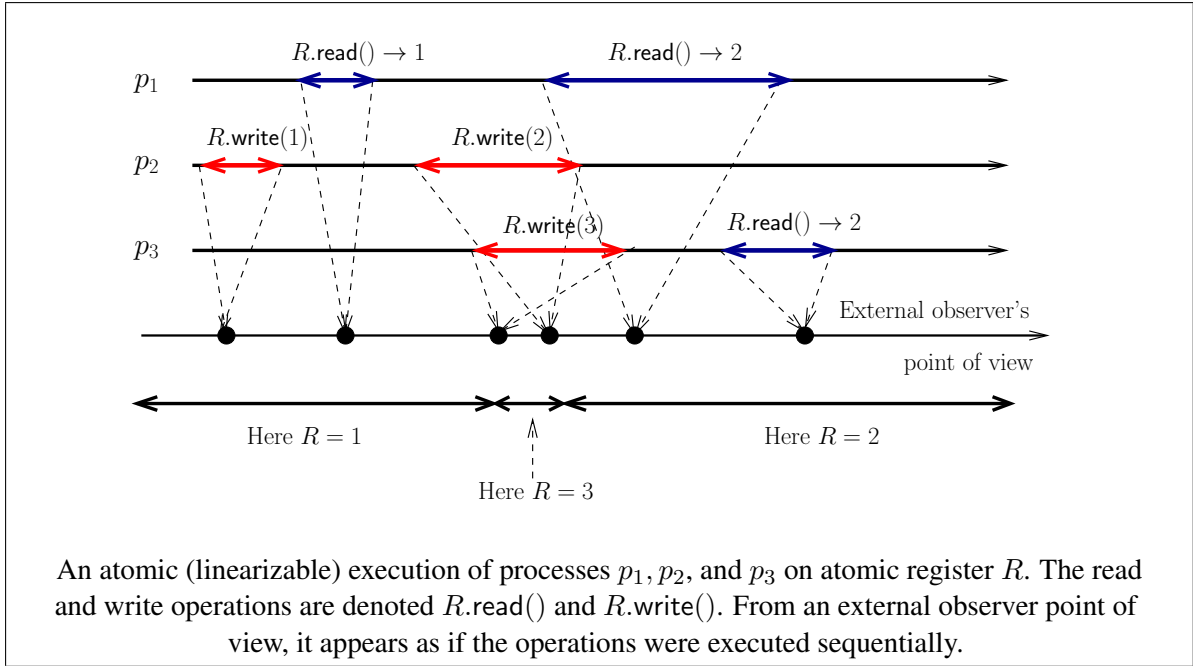 R.read() → 1
R.read() → 2
p₁
R.write(1)
R.write(2)
p₂
R.write(3)
R.read() → 2
p₃
External observer's
point of view
Here R = 1
Here R = 2
Here R = 3
An atomic (linearizable) execution of processes p₁, p₂, and p₃ on atomic register R. The read
and write operations are denoted R.read() and R.write(). From an external observer point of
view, it appears as if the operations were executed sequentially.